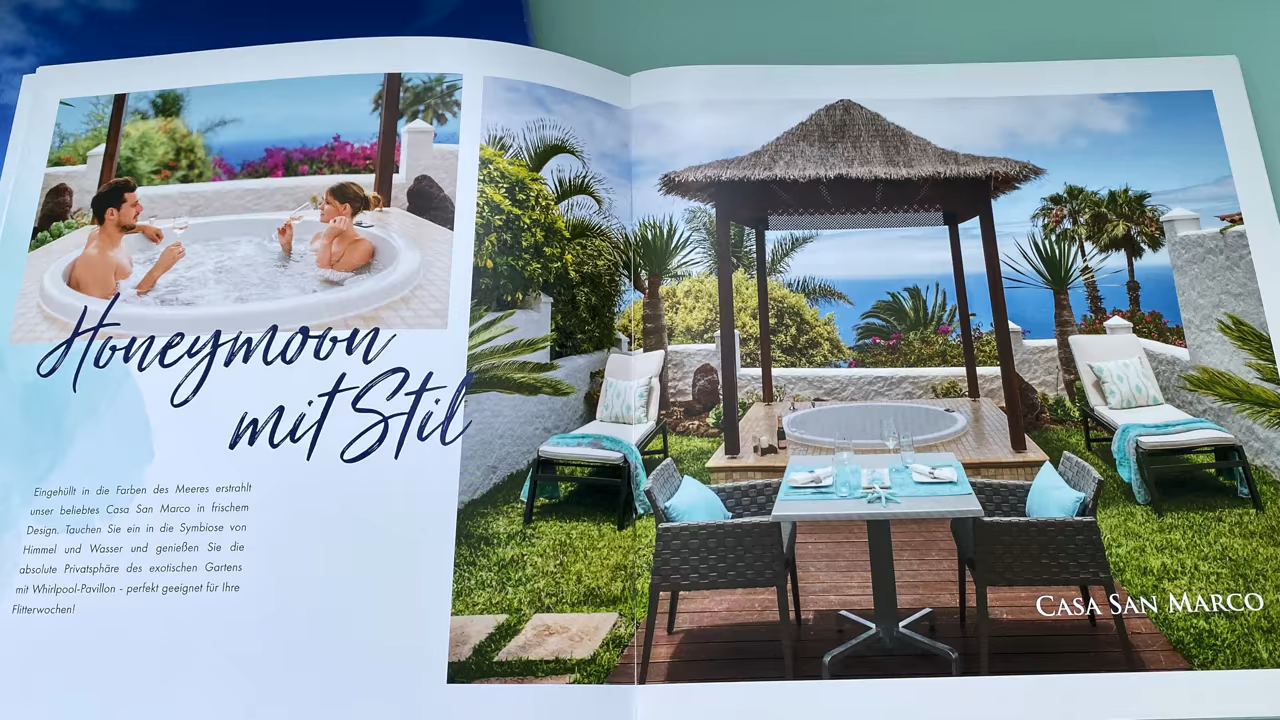 Honeymoon
mit Stil
Eingehüllt in die Farben des Meeres erstrahlt
unser beliebtes Casa San Marco in frischem
Design. Tauchen Sie ein in die Symbiose von
Himmel und Wasser und genießen Sie die
absolute Privatsphäre des exotischen Gartens
mit Whirlpool-Pavillon - perfekt geeignet für Ihre
Flitterwochen!
CASA SAN MARCO